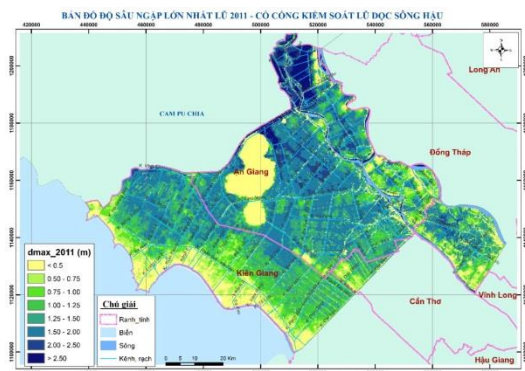 BẢN ĐỒ ĐỘ SÂU NGẬP LỚN NHẤT LŨ 2011 - CÓ CỐNG KIỂM SOÁT LŨ DỌC SÔNG HẬU
420000 440000 460000 480000 500000 520000 540000 560000 580000
Long An
CAM PU CHIA
Đồng Tháp
An Giang
Kiên Giang
Cần Thơ
Vĩnh Long
Hậu Giang
dmax_2011 (m)
< 0.5
0.50 - 0.75
0.75 - 1.00
1.00 - 1.25
1.25 - 1.50
1.50 - 2.00
2.00 - 2.50
> 2.50
Chú giải
Ranh_tinh
Biển
Sông
Kênh, rạch
0 5 10 20 Km